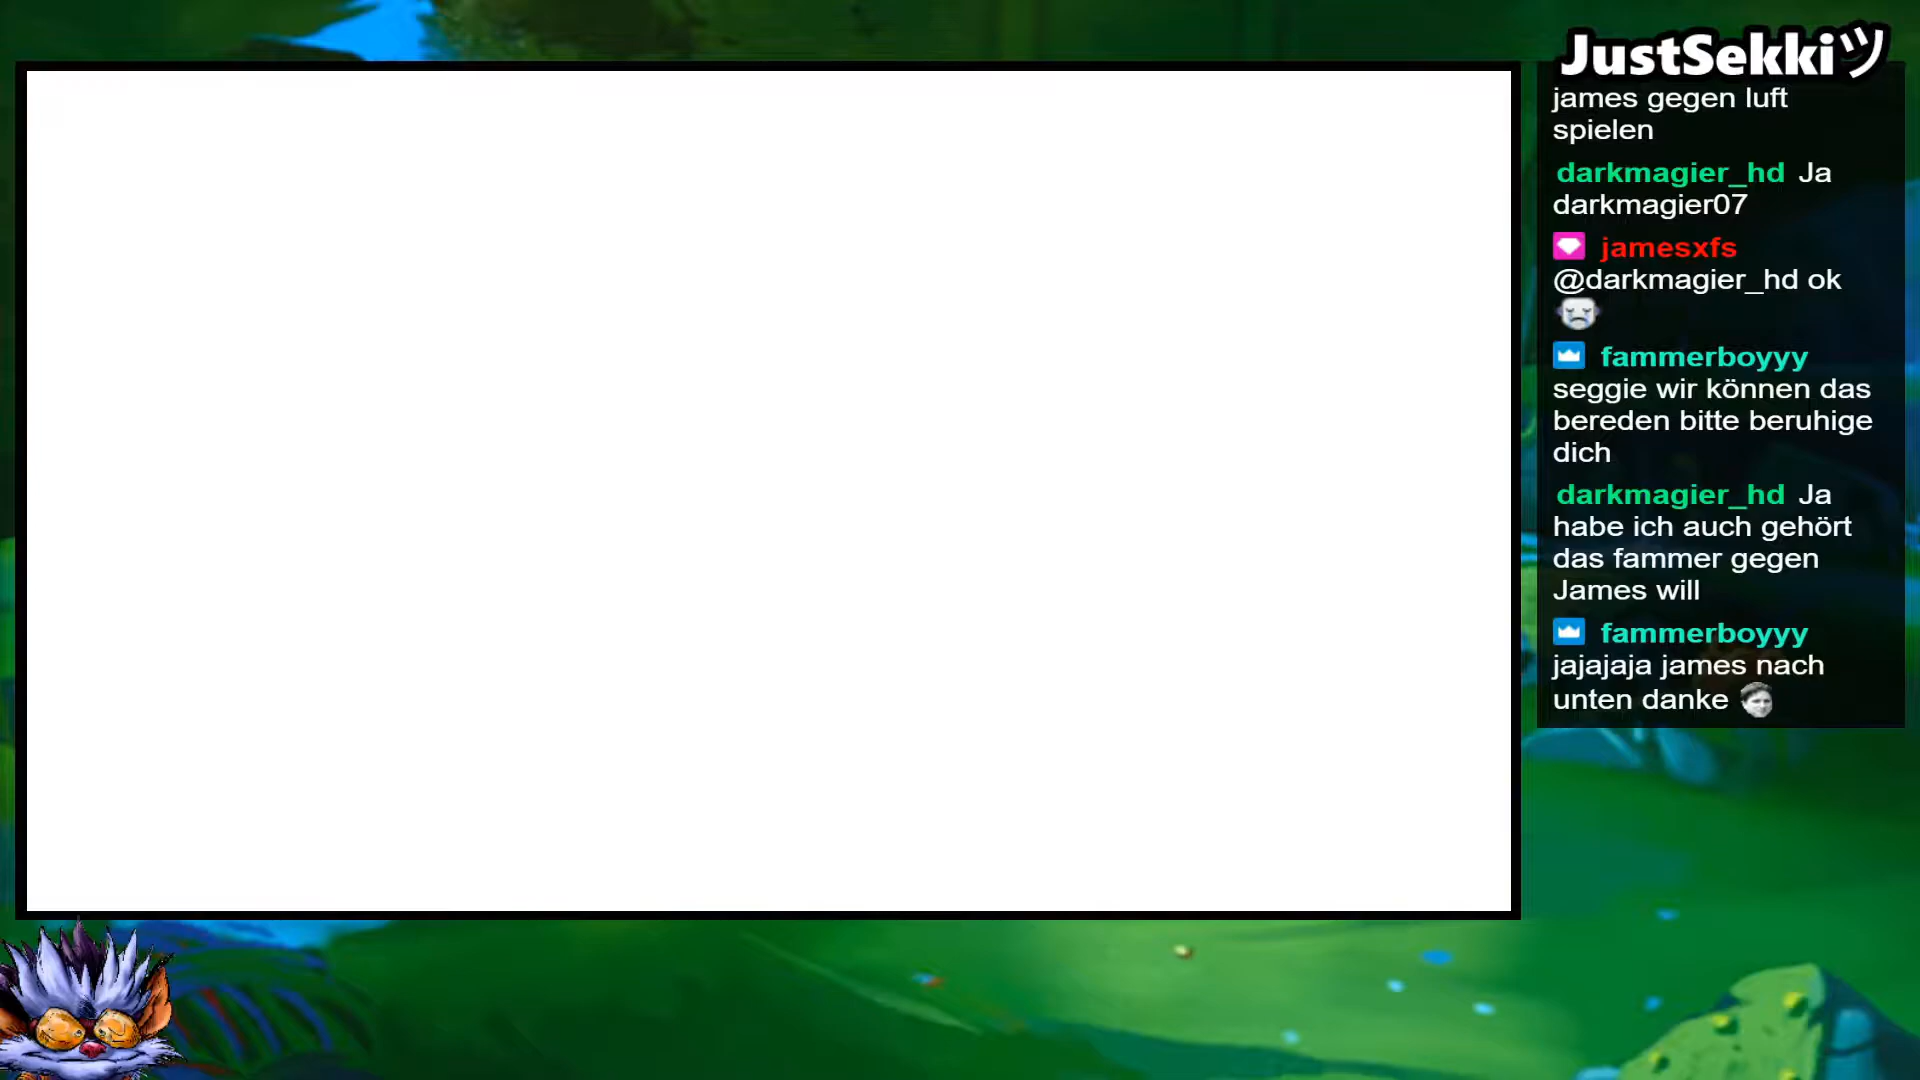 JustSekkiツ
james gegen luft
spielen
darkmagier_hd Ja
darkmagier07
jamesxfs
@darkmagier_hd ok
fammerboyyy
seggie wir können das
bereden bitte beruhige
dich
darkmagier_hd Ja
habe ich auch gehört
das fammer gegen
James will
fammerboyyy
jajajaja james nach
unten danke